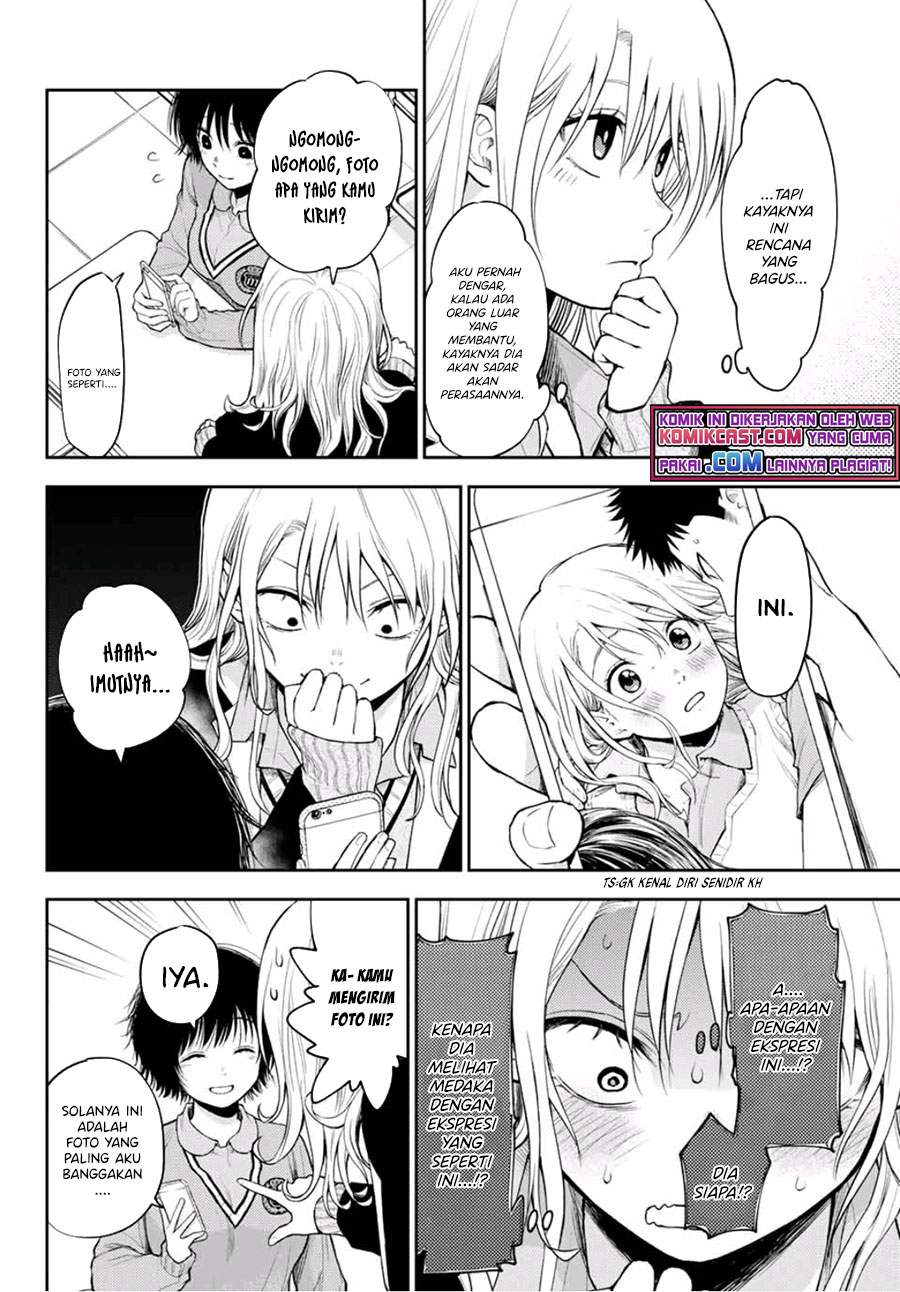 ...TAPI
KAYAKNYA
INI
RENCANA
YANG
BAGUS...
AKU PERNAH
DENGAR,
KALAU ADA
ORANG LUAR
YANG
MEMBANTU,
KAYAKNYA DIA
AKAN SADAR
AKAN
PERASAANNYA.
NGOMONG-
NGOMONG, FOTO
APA YANG KAMU
KIRIM?
FOTO YANG
SEPERTI....
KOMIK INI DIKERJAKAN OLEH WEB
KOMIKCAST.COM YANG CUMA
PAKAI .COM LAINNYA PLAGIAT!
INI.
HAAH~
IMUTNYA...
TS:GK KENAL DIRI SENIDIR KH
A....
APA-APAAN
DENGAN
EKSPRESI
INI....!?
DIA
SIAPA!?
KENAPA
DIA
MELIHAT
MEDAKA
DENGAN
EKSPRESI
YANG
SEPERTI
INI....!?
KA- KAMU
MENGIRIM
FOTO INI?
IYA.
SOLANYA INI
ADALAH
FOTO YANG
PALING AKU
BANGGAKAN
....